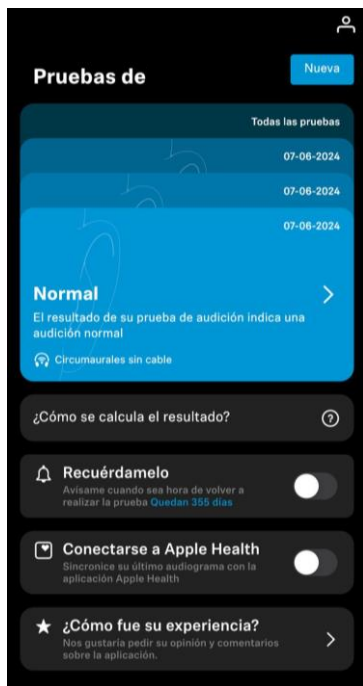 Pruebas de
Nueva
Todas las pruebas
07-06-2024
07-06-2024
07-06-2024
Normal
El resultado de su prueba de audición indica una
audición normal
Circumaurales sin cable
¿Cómo se calcula el resultado?
Recuérdamelo
Avísame cuando sea hora de volver a
realizar la prueba Quedan 355 días
Conectarse a Apple Health
Sincronice su último audiograma con la
aplicación Apple Health
¿Cómo fue su experiencia?
Nos gustaría pedir su opinión y comentarios
sobre la aplicación.